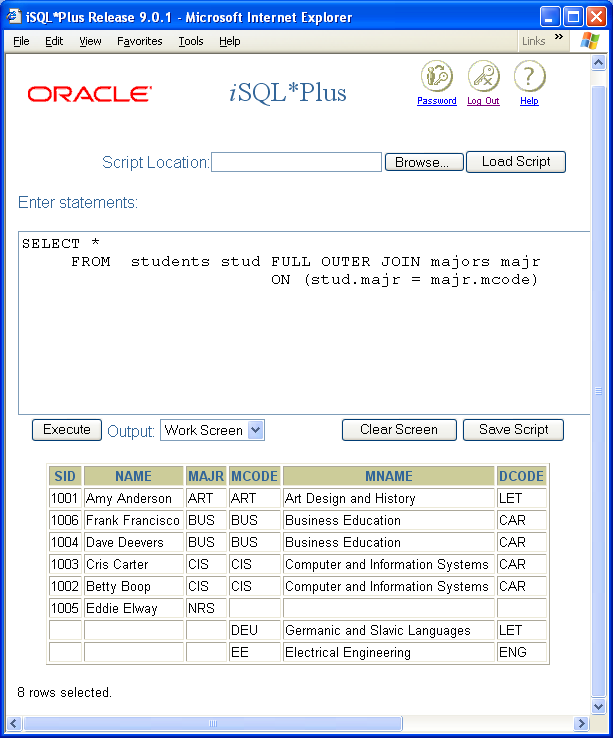 iSQL*Plus Release 9.0.1 - Microsoft Internet Explorer
File Edit View Favorites Tools Help Links »
ORACLE iSQL*Plus
Password Log Out ? Help
Script Location: Browse... Load Script
Enter statements:
SELECT *
FROM students stud FULL OUTER JOIN majors majr
ON (stud.majr = majr.mcode)
Execute Output: Work Screen Clear Screen Save Script
SID NAME MAJR MCODE MNAME DCODE
1001 Amy Anderson ART ART Art Design and History LET
1006 Frank Francisco BUS BUS Business Education CAR
1004 Dave Deevers BUS BUS Business Education CAR
1003 Cris Carter CIS CIS Computer and Information Systems CAR
1002 Betty Boop CIS CIS Computer and Information Systems CAR
1005 Eddie Elway NRS
DEU Germanic and Slavic Languages LET
EE Electrical Engineering ENG
8 rows selected.